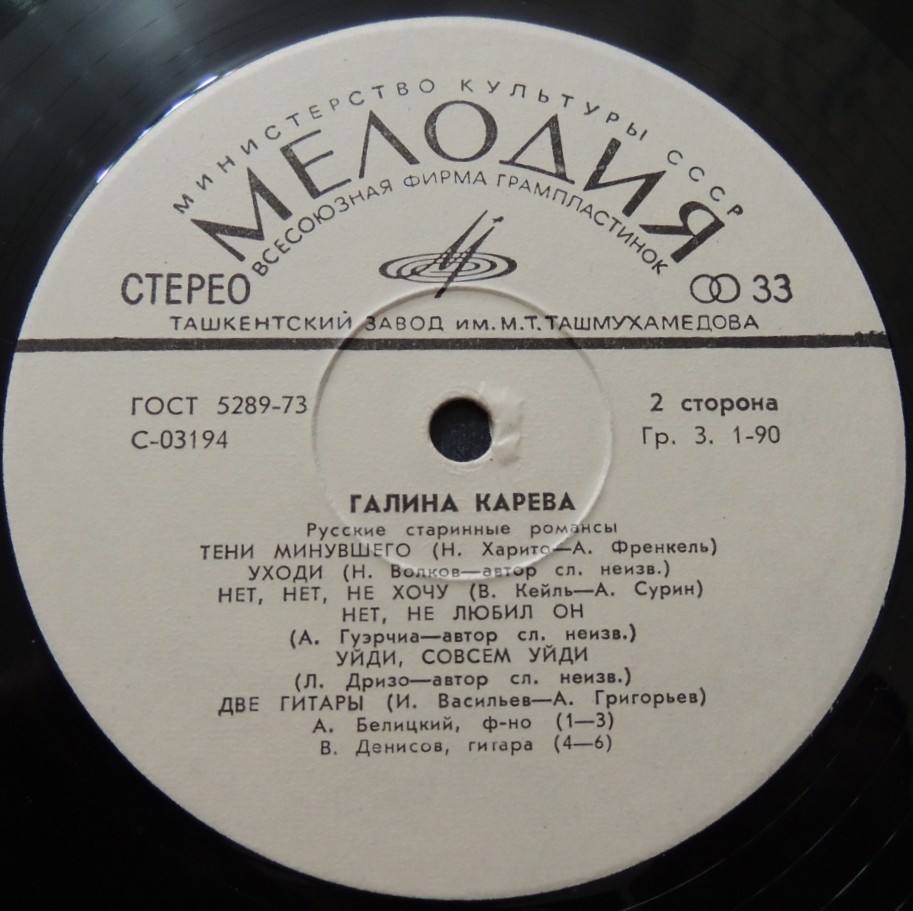 МИНИСТЕРСТВО КУЛЬТУРЫ СССР
МЕЛОДИЯ
ВСЕСОЮЗНАЯ ФИРМА ГРАМПЛАСТИНОК
СТЕРЕО
33
ТАШКЕНТСКИЙ ЗАВОД ИМ. М.Т. ТАШМУХАМЕДОВА
ГОСТ 5289-73
2 сторона
С-03194
Гр. 3. 1-90
ГАЛИНА КАРЕВА
Русские старинные романсы
ТЕНИ МИНУВШЕГО (Н. Харито—А. Френкель)
УХОДИ (Н. Волков—автор сл. неизв.)
НЕТ, НЕТ, НЕ ХОЧУ (В. Кейль—А. Сурин)
НЕТ, НЕ ЛЮБИЛ ОН
(А. Гуэрчиа—автор сл. неизв.)
УЙДИ, СОВСЕМ УЙДИ
(Л. Дризо—автор сл. неизв.)
ДВЕ ГИТАРЫ (И. Васильев—А. Григорьев)
А. Белицкий, ф-но (1—3)
В. Денисов, гитара (4—6)